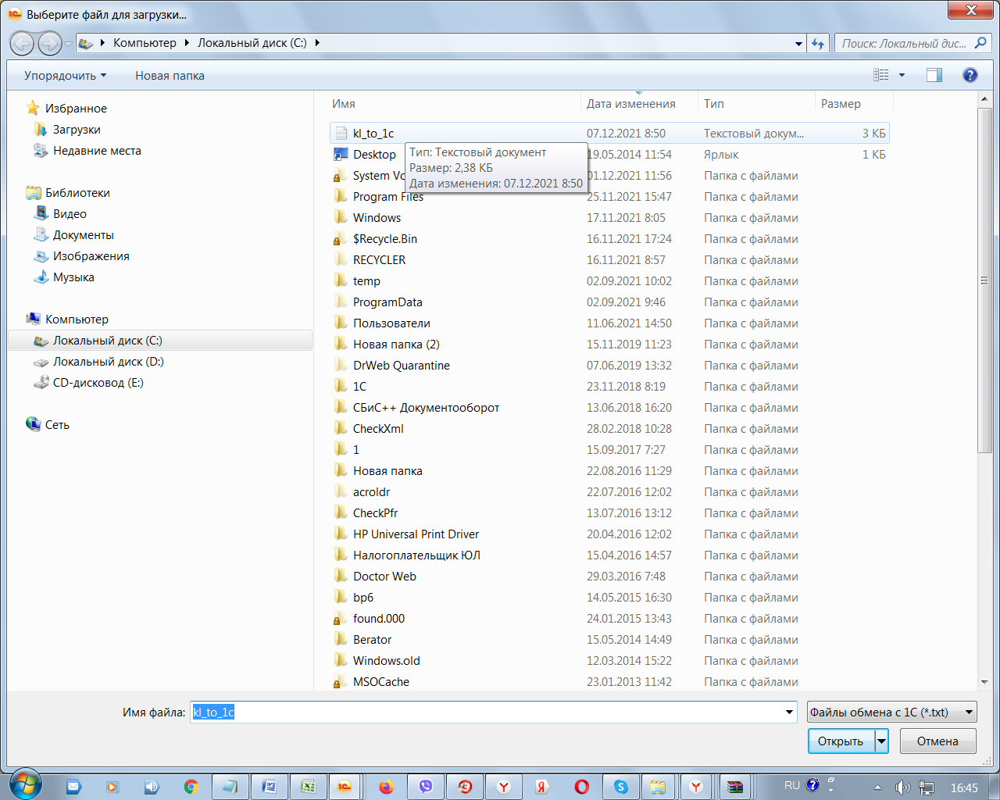 Выберите файл для загрузки...
Компьютер
Локальный диск (C:)
Поиск: Локальный дис...
Упорядочить
Новая папка
Избранное
Загрузки
Недавние места
Библиотеки
Видео
Документы
Изображения
Музыка
Компьютер
Локальный диск (C:)
Локальный диск (D:)
CD-дисковод (E:)
Сеть
Имя Дата изменения Тип Размер
kl_to_1c 07.12.2021 8:50 Текстовый докум... 3 КБ
Desktop 19.05.2014 11:54 Ярлык 1 КБ
Тип: Текстовый документ
Размер: 2,38 КБ
Дата изменения: 07.12.2021 8:50
System Vo 01.12.2021 11:56 Папка с файлами
Program Files 25.11.2021 15:47 Папка с файлами
Windows 17.11.2021 8:05 Папка с файлами
$Recycle.Bin 16.11.2021 17:24 Папка с файлами
RECYCLER 16.11.2021 8:57 Папка с файлами
temp 02.09.2021 10:02 Папка с файлами
ProgramData 02.09.2021 9:46 Папка с файлами
Пользователи 11.06.2021 14:50 Папка с файлами
Новая папка (2) 15.11.2019 11:23 Папка с файлами
DrWeb Quarantine 07.06.2019 13:32 Папка с файлами
1C 23.11.2018 8:19 Папка с файлами
СБиС++ Документооборот 13.06.2018 16:20 Папка с файлами
CheckXml 28.02.2018 10:28 Папка с файлами
1 15.09.2017 7:27 Папка с файлами
Новая папка 22.08.2016 11:29 Папка с файлами
acroldr 22.07.2016 12:02 Папка с файлами
CheckPfr 13.07.2016 13:12 Папка с файлами
HP Universal Print Driver 20.04.2016 12:02 Папка с файлами
Налогоплательщик ЮЛ 15.04.2016 14:57 Папка с файлами
Doctor Web 29.03.2016 7:48 Папка с файлами
bp6 14.05.2015 16:30 Папка с файлами
found.000 24.01.2015 13:43 Папка с файлами
Berator 15.05.2014 14:49 Папка с файлами
Windows.old 12.03.2014 15:22 Папка с файлами
MSOCache 23.01.2013 11:42 Папка с файлами
Имя файла: kl_to_1c Файлы обмена с 1С (*.txt)
Открыть Отмена
RU 16:45